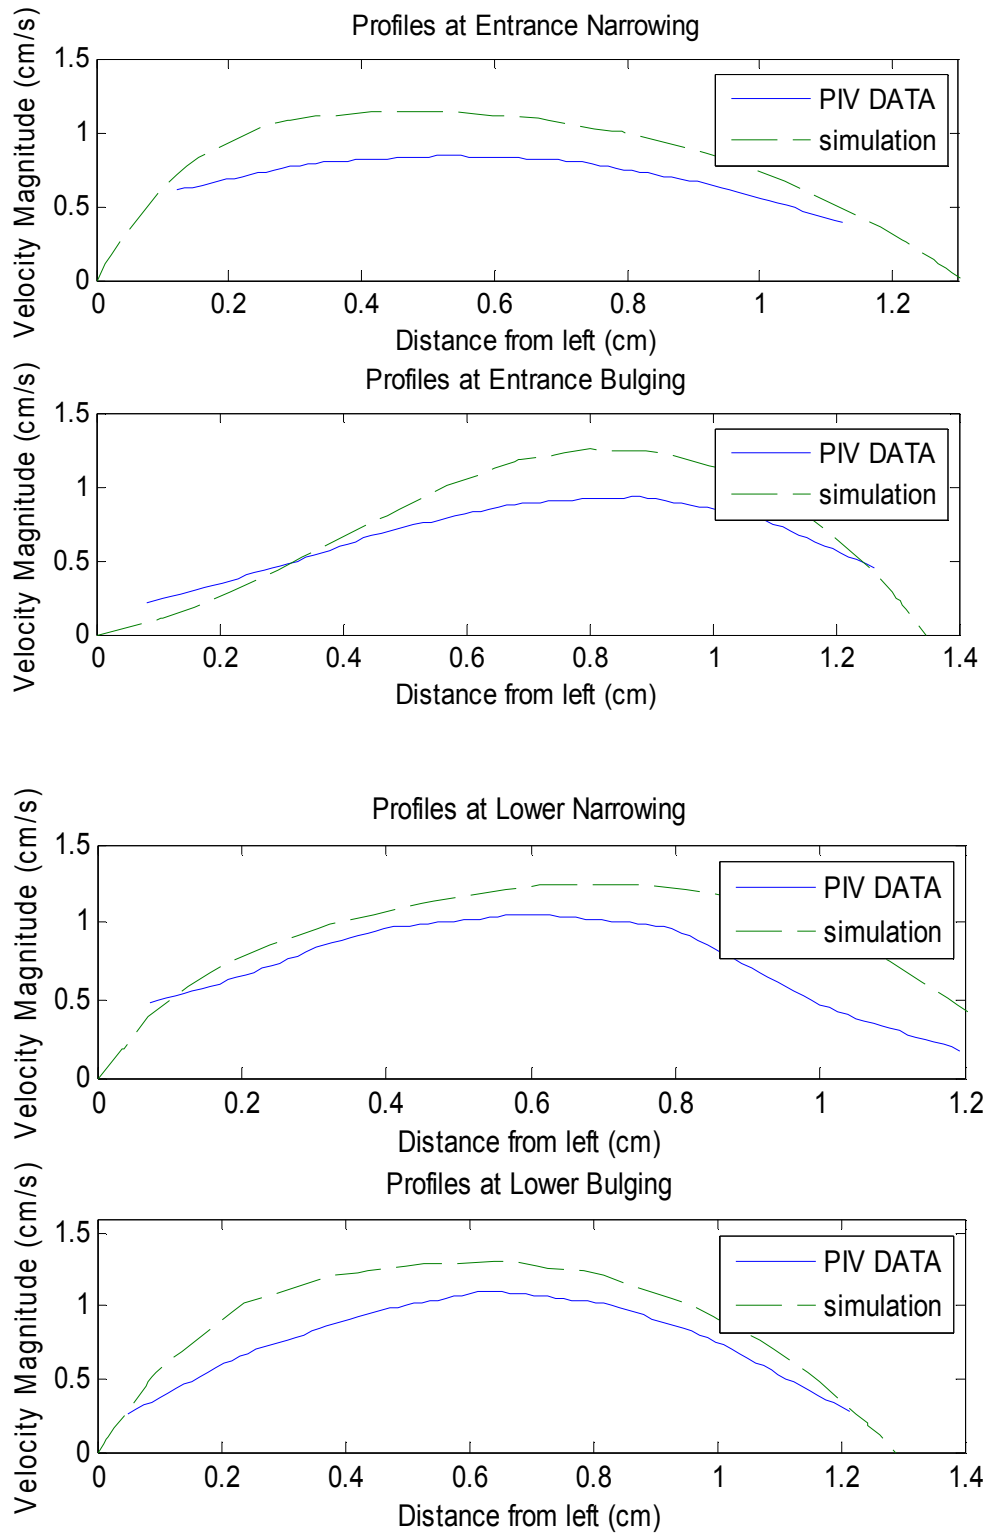 Profiles at Entrance Narrowing
Velocity Magnitude (cm/s)
1.5
1
0.5
0
PIV DATA
simulation
0 0.2 0.4 0.6 0.8 1 1.2
Distance from left (cm)
Profiles at Entrance Bulging
Velocity Magnitude (cm/s)
1.5
1
0.5
0
PIV DATA
simulation
0 0.2 0.4 0.6 0.8 1 1.2 1.4
Distance from left (cm)
Profiles at Lower Narrowing
Velocity Magnitude (cm/s)
1.5
1
0.5
0
PIV DATA
simulation
0 0.2 0.4 0.6 0.8 1 1.2
Distance from left (cm)
Profiles at Lower Bulging
Velocity Magnitude (cm/s)
1.5
1
0.5
0
PIV DATA
simulation
0 0.2 0.4 0.6 0.8 1 1.2 1.4
Distance from left (cm)